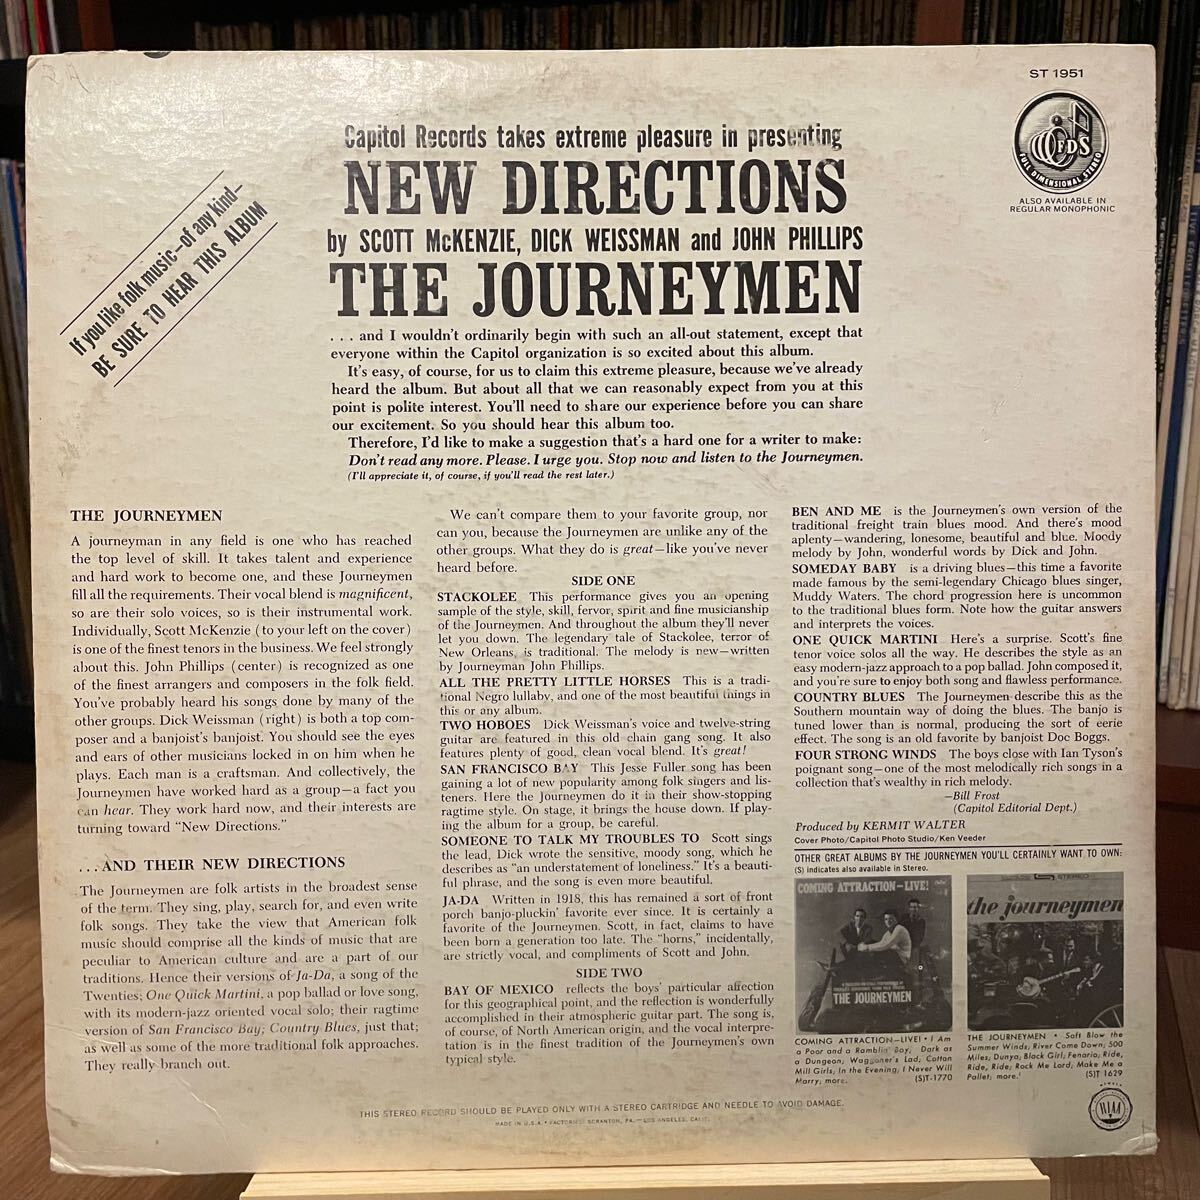 ST 1951
FDS
FULL DIMENSIONAL STEREO
ALSO AVAILABLE IN
REGULAR MONOPHONIC
If you like folk music—of any kind—
BE SURE TO HEAR THIS ALBUM
Capitol Records takes extreme pleasure in presenting
NEW DIRECTIONS
by SCOTT McKENZIE, DICK WEISSMAN and JOHN PHILLIPS
THE JOURNEYMEN
. . . and I wouldn't ordinarily begin with such an all-out statement, except that
everyone within the Capitol organization is so excited about this album.
It's easy, of course, for us to claim this extreme pleasure, because we've already
heard the album. But about all that we can reasonably expect from you at this
point is polite interest. You'll need to share our experience before you can share
our excitement. So you should hear this album too.
Therefore, I'd like to make a suggestion that's a hard one for a writer to make:
Don't read any more. Please. I urge you. Stop now and listen to the Journeymen.
(I'll appreciate it, of course, if you'll read the rest later.)
THE JOURNEYMEN
A journeyman in any field is one who has reached
the top level of skill. It takes talent and experience
and hard work to become one, and these Journeymen
fill all the requirements. Their vocal blend is magnificent,
so are their solo voices, so is their instrumental work.
Individually, Scott McKenzie (to your left on the cover)
is one of the finest tenors in the business. We feel strongly
about this. John Phillips (center) is recognized as one
of the finest arrangers and composers in the folk field.
You've probably heard his songs done by many of the
other groups. Dick Weissman (right) is both a top com-
poser and a banjoist's banjoist. You should see the eyes
and ears of other musicians locked in on him when he
plays. Each man is a craftsman. And collectively, the
Journeymen have worked hard as a group—a fact you
can hear. They work hard now, and their interests are
turning toward "New Directions."
. . . AND THEIR NEW DIRECTIONS
The Journeymen are folk artists in the broadest sense
of the term. They sing, play, search for, and even write
folk songs. They take the view that American folk
music should comprise all the kinds of music that are
peculiar to American culture and are a part of our
traditions. Hence their versions of Ja-Da, a song of the
Twenties; One Quick Martini, a pop ballad or love song,
with its modern-jazz oriented vocal solo; their ragtime
version of San Francisco Bay; Country Blues, just that;
as well as some of the more traditional folk approaches.
They really branch out.
We can't compare them to your favorite group, nor
can you, because the Journeymen are unlike any of the
other groups. What they do is great—like you've never
heard before.
SIDE ONE
STACKOLEE This performance gives you an opening
sample of the style, skill, fervor, spirit and fine musicianship
of the Journeymen. And throughout the album they'll never
let you down. The legendary tale of Stackolee, terror of
New Orleans, is traditional. The melody is new—written
by Journeyman John Phillips.
ALL THE PRETTY LITTLE HORSES This is a tradi-
tional Negro lullaby, and one of the most beautiful things in
this or any album.
TWO HOBOES Dick Weissman's voice and twelve-string
guitar are featured in this old chain gang song. It also
features plenty of good, clean vocal blend. It's great!
SAN FRANCISCO BAY This Jesse Fuller song has been
gaining a lot of new popularity among folk singers and lis-
teners. Here the Journeymen do it in their show-stopping
ragtime style. On stage, it brings the house down. If play-
ing the album for a group, be careful.
SOMEONE TO TALK MY TROUBLES TO Scott sings
the lead, Dick wrote the sensitive, moody song, which he
describes as "an understatement of loneliness." It's a beauti-
ful phrase, and the song is even more beautiful.
JA-DA Written in 1918, this has remained a sort of front
porch banjo-pluckin' favorite ever since. It is certainly a
favorite of the Journeymen. Scott, in fact, claims to have
been born a generation too late. The "horns," incidentally,
are strictly vocal, and compliments of Scott and John.
SIDE TWO
BAY OF MEXICO reflects the boys' particular affection
for this geographical point, and the reflection is wonderfully
accomplished in their atmospheric guitar part. The song is,
of course, of North American origin, and the vocal interpre-
tation is in the finest tradition of the Journeymen's own
typical style.
BEN AND ME is the Journeymen's own version of the
traditional freight train blues mood. And there's mood
aplenty—wandering, lonesome, beautiful and blue. Moody
melody by John, wonderful words by Dick and John.
SOMEDAY BABY is a driving blues—this time a favorite
made famous by the semi-legendary Chicago blues singer,
Muddy Waters. The chord progression here is uncommon
to the traditional blues form. Note how the guitar answers
and interprets the voices.
ONE QUICK MARTINI Here's a surprise. Scott's fine
tenor voice solos all the way. He describes the style as an
easy modern-jazz approach to a pop ballad. John composed it,
and you're sure to enjoy both song and flawless performance.
COUNTRY BLUES The Journeymen describe this as the
Southern mountain way of doing the blues. The banjo is
tuned lower than is normal, producing the sort of eerie
effect. The song is an old favorite by banjoist Doc Boggs.
FOUR STRONG WINDS The boys close with Ian Tyson's
poignant song—one of the most melodically rich songs in a
collection that's wealthy in rich melody.
—Bill Frost
(Capitol Editorial Dept.)
Produced by KERMIT WALTER
Cover Photo/Capitol Photo Studio/Ken Veeder
OTHER GREAT ALBUMS BY THE JOURNEYMEN YOU'LL CERTAINLY WANT TO OWN:
(S) indicates also available in Stereo.
COMING ATTRACTION—LIVE!
THE JOURNEYMEN
STEREO
the journeymen
COMING ATTRACTION—LIVE! • I Am
a Poor and a Ramblin' Boy, Dark as
a Dungeon, Waggoner's Lad, Cotton
Mill Girls, In the Evening, I Never Will
Marry; more. (S)T-1770
THE JOURNEYMEN • Soft Blow the
Summer Winds; River Come Down; 500
Miles, Dunya; Black Girl; Fenario; Ride,
Ride, Ride; Rock Me Lord, Make Me a
Pallet; more. (S)T 1629
THIS STEREO RECORD SHOULD BE PLAYED ONLY WITH A STEREO CARTRIDGE AND NEEDLE TO AVOID DAMAGE.
MADE IN U.S.A. • FACTORIES: SCRANTON, PA.—LOS ANGELES, CALIF.
RIAA